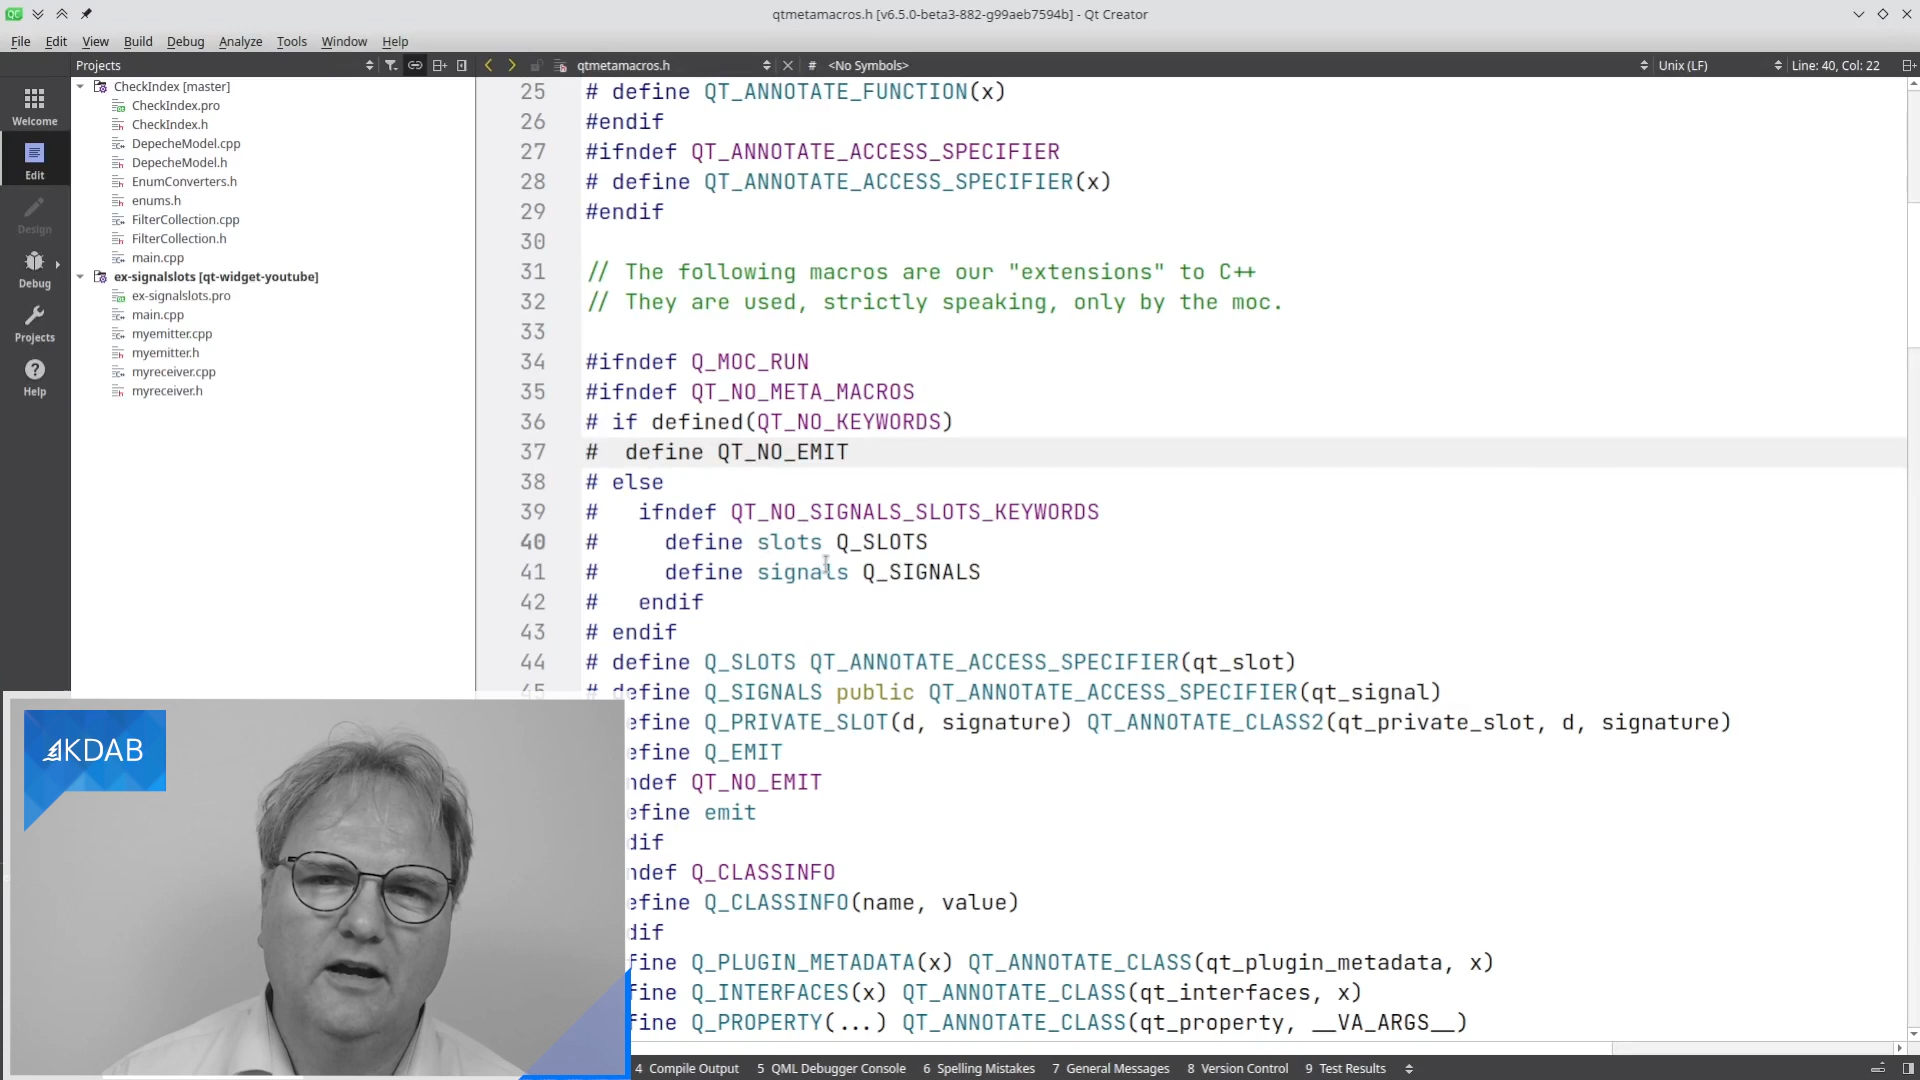 qtmetamacros.h [v6.5.0-beta3-882-g99aeb7594b] - Qt Creator
File Edit View Build Debug Analyze Tools Window Help
Projects
qtmetamacros.h
# <No Symbols>
Unix (LF)
Line: 40, Col: 22
Welcome
Edit
Design
Debug
Projects
Help
CheckIndex [master]
CheckIndex.pro
CheckIndex.h
DepecheModel.cpp
DepecheModel.h
EnumConverters.h
enums.h
FilterCollection.cpp
FilterCollection.h
main.cpp
ex-signalslots [qt-widget-youtube]
ex-signalslots.pro
main.cpp
myemitter.cpp
myemitter.h
myreceiver.cpp
myreceiver.h
25 # define QT_ANNOTATE_FUNCTION(x)
26 #endif
27 #ifndef QT_ANNOTATE_ACCESS_SPECIFIER
28 # define QT_ANNOTATE_ACCESS_SPECIFIER(x)
29 #endif
30
31 // The following macros are our "extensions" to C++
32 // They are used, strictly speaking, only by the moc.
33
34 #ifndef Q_MOC_RUN
35 #ifndef QT_NO_META_MACROS
36 # if defined(QT_NO_KEYWORDS)
37 #  define QT_NO_EMIT
38 # else
39 #   ifndef QT_NO_SIGNALS_SLOTS_KEYWORDS
40 #     define slots Q_SLOTS
41 #     define signals Q_SIGNALS
42 #   endif
43 # endif
44 # define Q_SLOTS QT_ANNOTATE_ACCESS_SPECIFIER(qt_slot)
45 # define Q_SIGNALS public QT_ANNOTATE_ACCESS_SPECIFIER(qt_signal)
efine Q_PRIVATE_SLOT(d, signature) QT_ANNOTATE_CLASS2(qt_private_slot, d, signature)
efine Q_EMIT
ndef QT_NO_EMIT
efine emit
dif
ndef Q_CLASSINFO
efine Q_CLASSINFO(name, value)
dif
fine Q_PLUGIN_METADATA(x) QT_ANNOTATE_CLASS(qt_plugin_metadata, x)
fine Q_INTERFACES(x) QT_ANNOTATE_CLASS(qt_interfaces, x)
fine Q_PROPERTY(...) QT_ANNOTATE_CLASS(qt_property, __VA_ARGS__)
KDAB
4 Compile Output 5 QML Debugger Console 6 Spelling Mistakes 7 General Messages 8 Version Control 9 Test Results